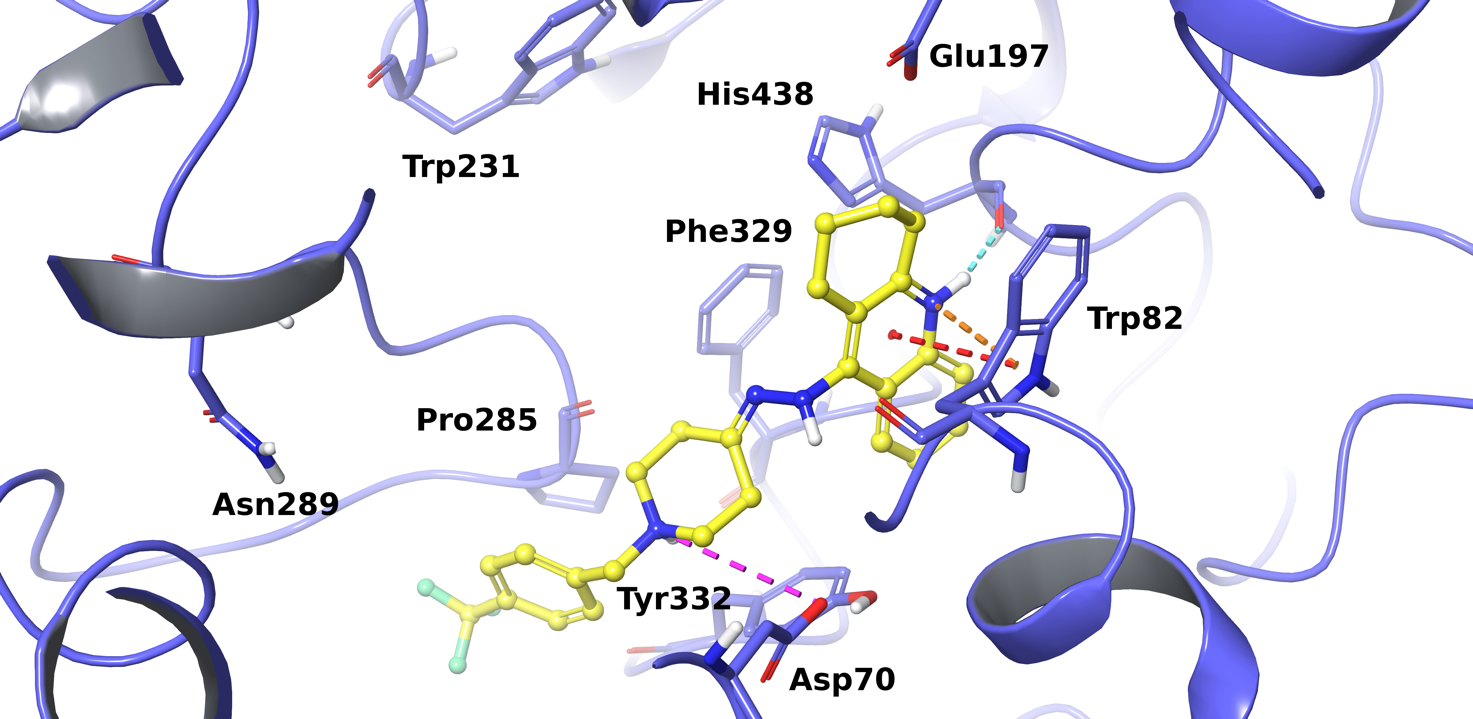 Glu197
His438
Trp231
Phe329
Trp82
Pro285
Asn289
Tyr332
Asp70